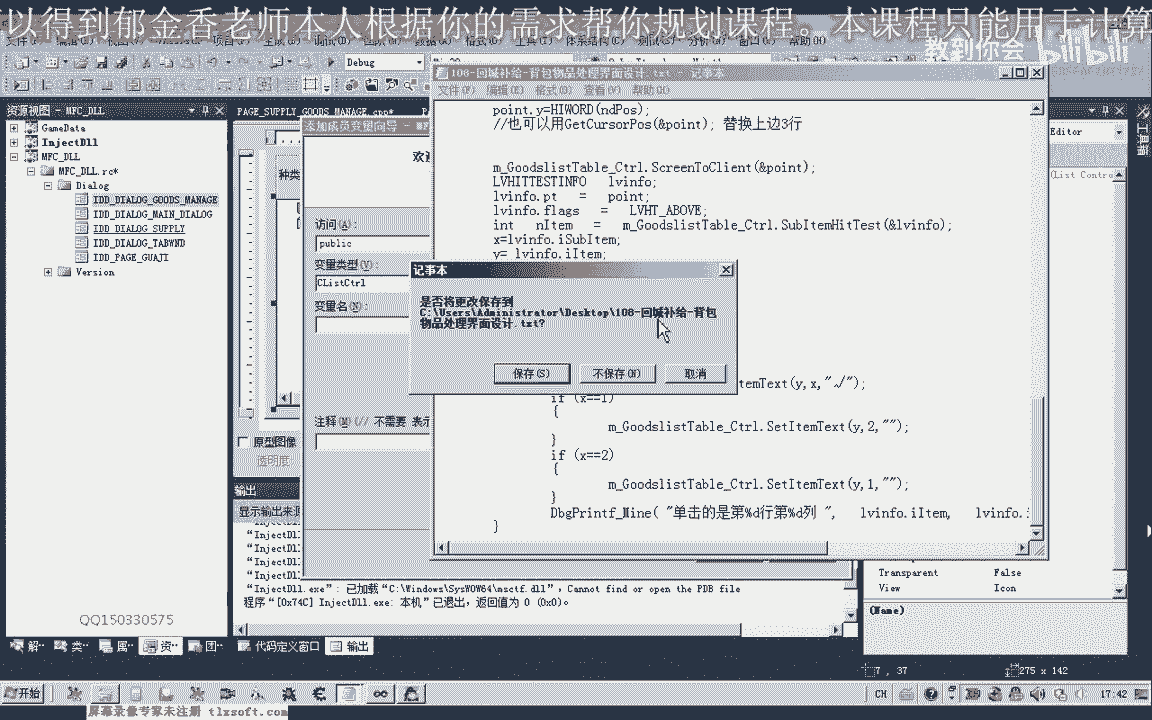 以得到郁金香老师本人根据你的需求帮你规划课程。本课程只能用于计算
教到你会 bilibili
Debug
资源视图 - MFC_DLL
GameData
InjectDll
MFC_DLL
MFC_DLL.rc*
Dialog
IDD_DIALOG_GOODS_MANAGE
IDD_DIALOG_MAIN_DIALOG
IDD_DIALOG_SUPPLY
IDD_DIALOG_TABWND
IDD_PAGE_GUAJI
Version
QQ150330575
PAGE_SUPPLY_GOODS_MANAGE.cpp*
添加成员变量向导 - MF
种类
访问(A):
public
变量类型(V):
CListCtrl
变量名(N):
注释(M)(// 不需要 表示
原型图像
透明度
108-回城补给-背包物品处理界面设计.txt - 记事本
文件(F) 编辑(E) 格式(O) 查看(V) 帮助(H)
point.y=HIWORD(ndPos);
//也可以用GetCursorPos(&point); 替换上边3行
m_GoodslistTable_Ctrl.ScreenToClient(&point);
LVHITTESTINFO lvinfo;
lvinfo.pt = point;
lvinfo.flags = LVHT_ABOVE;
int nItem = m_GoodslistTable_Ctrl.SubItemHitTest(&lvinfo);
x=lvinfo.iSubItem;
y= lvinfo.iItem;
记事本
是否将更改保存到
C:\Users\Administrator\Desktop\108-回城补给-背包
物品处理界面设计.txt?
保存(S) 不保存(N) 取消
temText(y,x,"√");
if (x==1)
{
m_GoodslistTable_Ctrl.SetItemText(y,2,"");
}
if (x==2)
{
m_GoodslistTable_Ctrl.SetItemText(y,1,"");
}
DbgPrintf_Mine( "单击的是第%d行第%d列 ", lvinfo.iItem, lvinfo.i
}
Editor
(List Contro
工具箱
Transparent False
View Icon
(Name)
输出
显示输出来源
“InjectDll
“InjectDll
“InjectDll
“InjectDll
“InjectDll.exe”: 已加载“C:\Windows\SysWOW64\msctf.dll”, Cannot find or open the PDB file
程序“[0x74C] InjectDll.exe: 本机”已退出，返回值为 0 (0x0)。
解·· 类·· 属·· 资·· 团·· 代码定义窗口 输出
7 , 37 275 x 142
开始
CH
17:42
屏幕录像专家未注册 tlxsoft.com